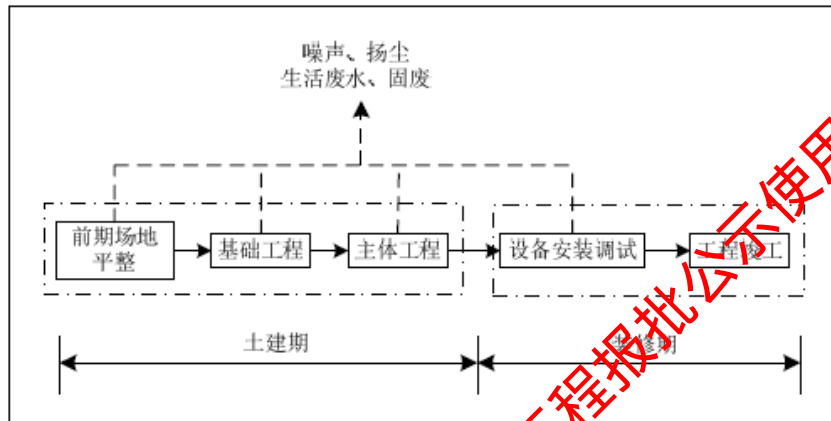 噪声、扬尘
生活废水、固废
前期场地
平整
基础工程
主体工程
设备安装调试
工程竣工
土建期
装修期
工程报批公示使用